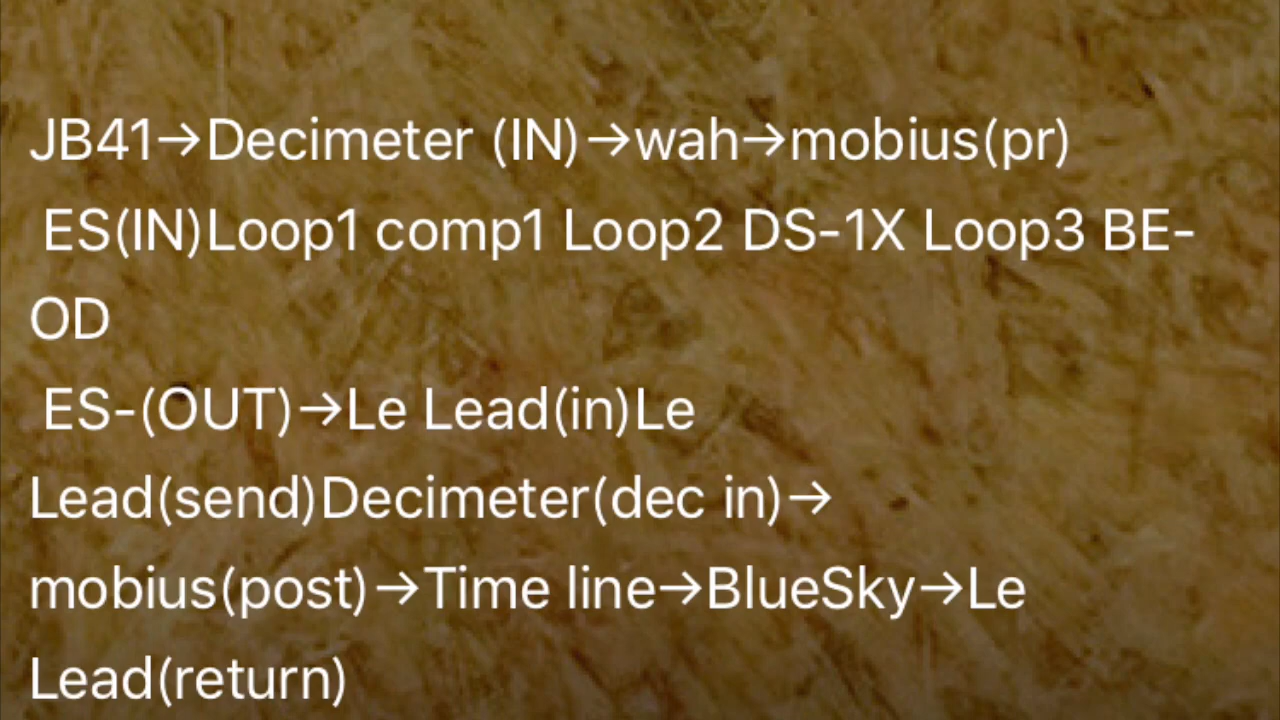 JB41→Decimeter (IN)→wah→mobius(pr)
ES(IN)Loop1 comp1 Loop2 DS-1X Loop3 BE-
OD
ES-(OUT)→Le Lead(in)Le
Lead(send)Decimeter(dec in)→
mobius(post)→Time line→BlueSky→Le
Lead(return)